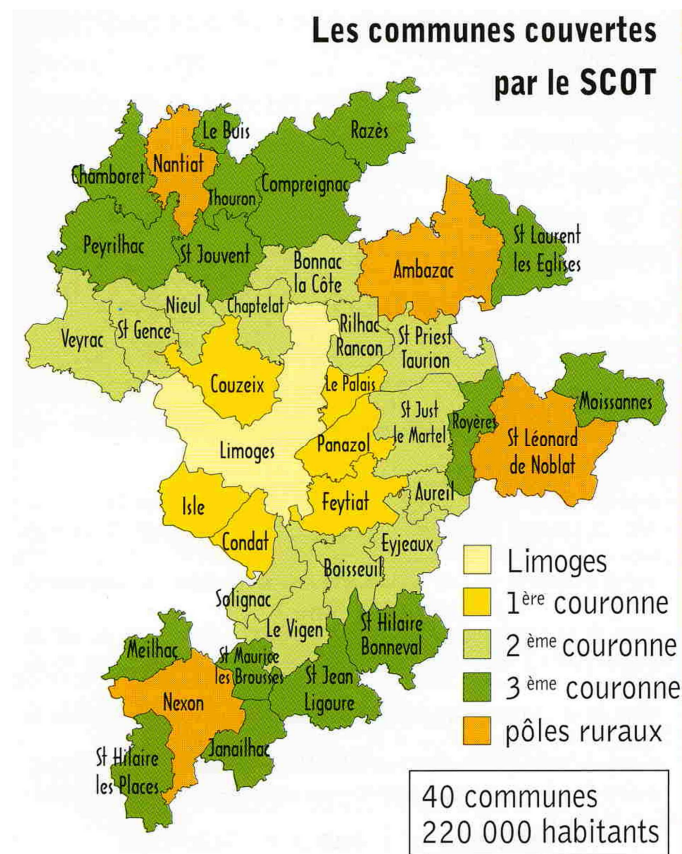 Les communes couvertes
par le SCOT
Le Buis
Razès
Nantiat
Chamboret
Thouron
Compreignac
Peyrilhac
St Jouvent
St Laurent
les Eglises
Bonnac
la Côte
Ambazac
Nieul
Chaptelat
Veyrac
St Gence
Rilhac
Rancon
St Priest
Taurion
Couzeix
Le Palais
Moissannes
St Just
le Martel
Royères
Limoges
Panazol
St Léonard
de Noblat
Isle
Feytiat
Aureil
Condat
Eyjeaux
Boisseuil
Solignac
Le Vigen
St Hilaire
Bonneval
Meilhac
St Maurice
les Brousses
St Jean
Ligoure
Nexon
Janailhac
St Hilaire
les Places
Limoges
1ère couronne
2 ème couronne
3 ème couronne
pôles ruraux
40 communes
220 000 habitants